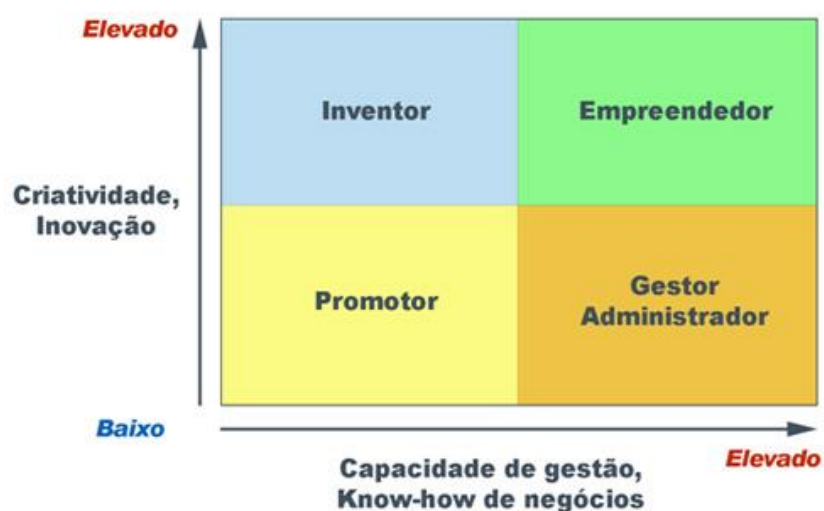 Elevado
Inventor
Empreendedor
Criatividade,
Inovação
Promotor
Gestor
Administrador
Baixo
Elevado
Capacidade de gestão,
Know-how de negócios